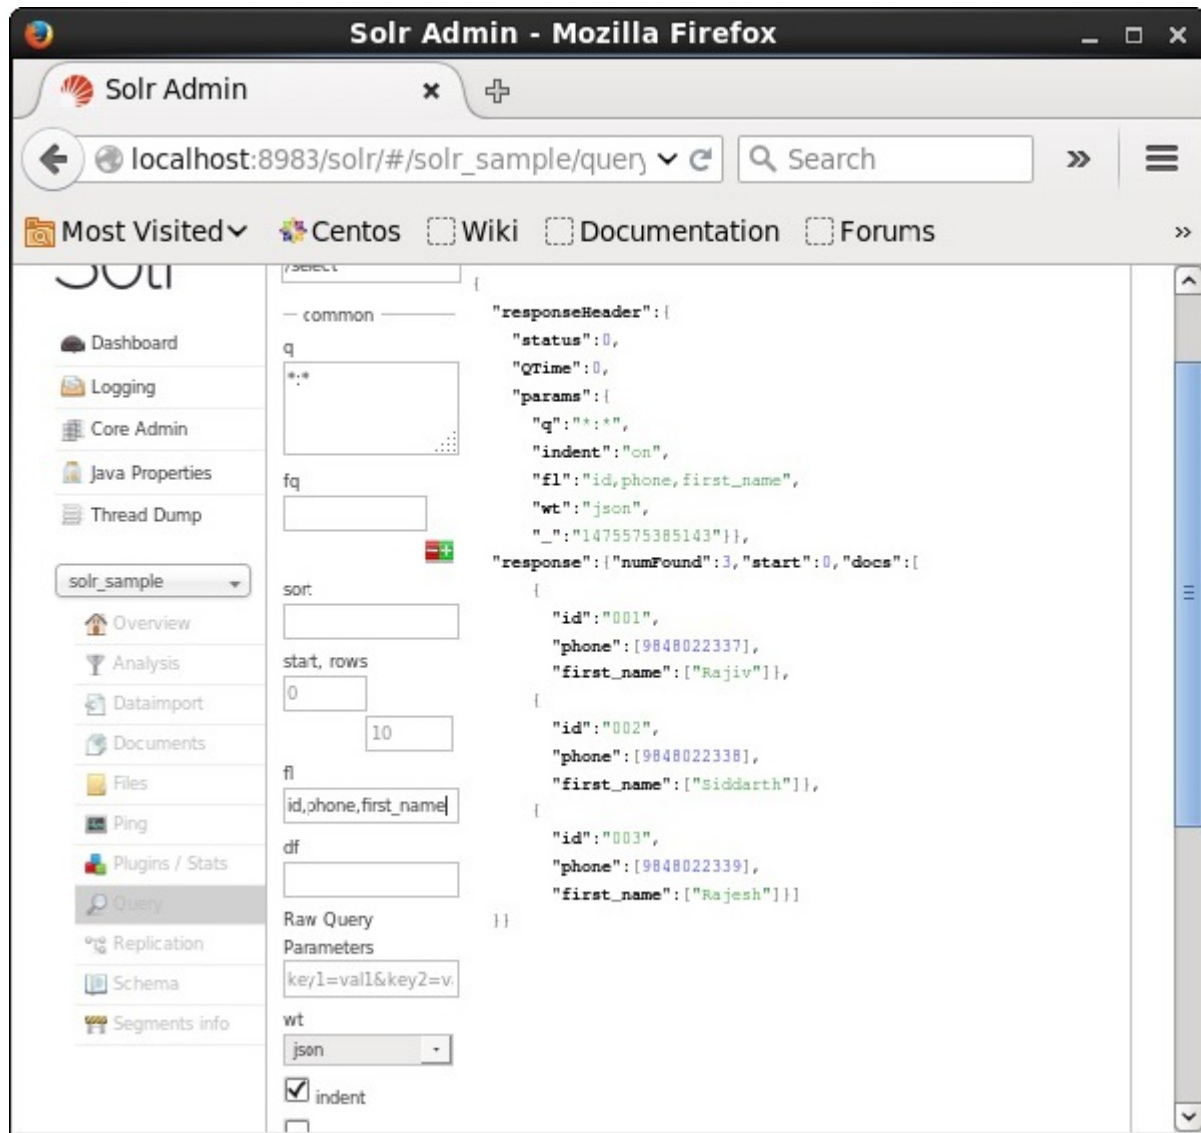 Solr Admin - Mozilla Firefox
Solr Admin
localhost:8983/solr/#/solr_sample/query
Search
Most Visited
Centos
Wiki
Documentation
Forums
Solr
Dashboard
Logging
Core Admin
Java Properties
Thread Dump
solr_sample
Overview
Analysis
Dataimport
Documents
Files
Ping
Plugins / Stats
Query
Replication
Schema
Segments info
/select
common
q
*:*
fq
sort
start, rows
0
10
fl
id,phone,first_name
df
Raw Query
Parameters
key1=val1&key2=v
wt
json
indent
{
"responseHeader":{
"status":0,
"QTime":0,
"params":{
"q":"*:*",
"indent":"on",
"fl":"id,phone,first_name",
"wt":"json",
"_":"1475575385143"}},
"response":{"numFound":3,"start":0,"docs":[
{
"id":"001",
"phone":[9848022337],
"first_name":["Rajiv"]},
{
"id":"002",
"phone":[9848022338],
"first_name":["Siddarth"]},
{
"id":"003",
"phone":[9848022339],
"first_name":["Rajesh"]}]
}}